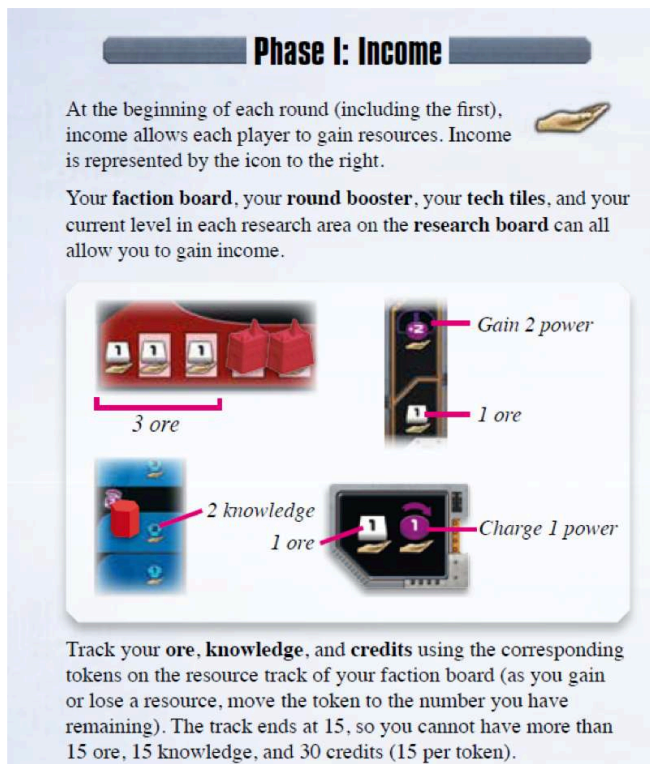 Phase I: Income
At the beginning of each round (including the first),
income allows each player to gain resources. Income
is represented by the icon to the right.
Your faction board, your round booster, your tech tiles, and your
current level in each research area on the research board can all
allow you to gain income.
1 1 1
3 ore
+2
Gain 2 power
1
1 ore
2 knowledge
1 ore
1 1
Charge 1 power
Track your ore, knowledge, and credits using the corresponding
tokens on the resource track of your faction board (as you gain
or lose a resource, move the token to the number you have
remaining). The track ends at 15, so you cannot have more than
15 ore, 15 knowledge, and 30 credits (15 per token).